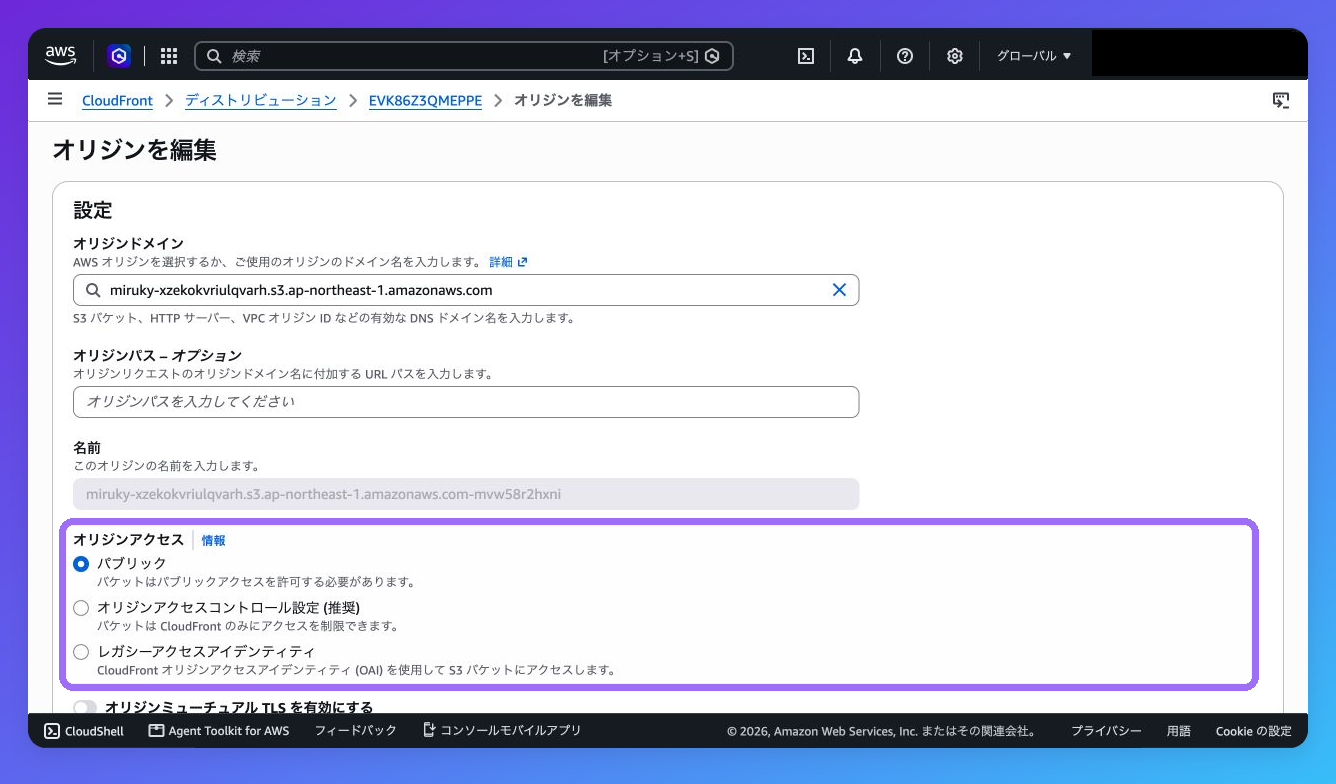 aws
検索
[オプション+S]
グローバル
CloudFront
ディストリビューション
EVK86Z3QMEPPE
オリジンを編集
オリジンを編集
設定
オリジンドメイン
AWS オリジンを選択するか、ご使用のオリジンのドメイン名を入力します。 詳細
miruky-xzekokvriulqvarh.s3.ap-northeast-1.amazonaws.com
S3 バケット、HTTP サーバー、VPC オリジン ID などの有効な DNS ドメイン名を入力します。
オリジンパス – オプション
オリジンリクエストのオリジンドメイン名に付加する URL パスを入力します。
オリジンパスを入力してください
名前
このオリジンの名前を入力します。
miruky-xzekokvriulqvarh.s3.ap-northeast-1.amazonaws.com-mvw58r2hxni
オリジンアクセス 情報
パブリック
バケットはパブリックアクセスを許可する必要があります。
オリジンアクセスコントロール設定 (推奨)
バケットは CloudFront のみにアクセスを制限できます。
レガシーアクセスアイデンティティ
CloudFront オリジンアクセスアイデンティティ (OAI) を使用して S3 バケットにアクセスします。
オリジンミューチュアル TLS を有効にする
CloudShell
Agent Toolkit for AWS
フィードバック
コンソールモバイルアプリ
© 2026, Amazon Web Services, Inc. またはその関連会社。
プライバシー
用語
Cookie の設定